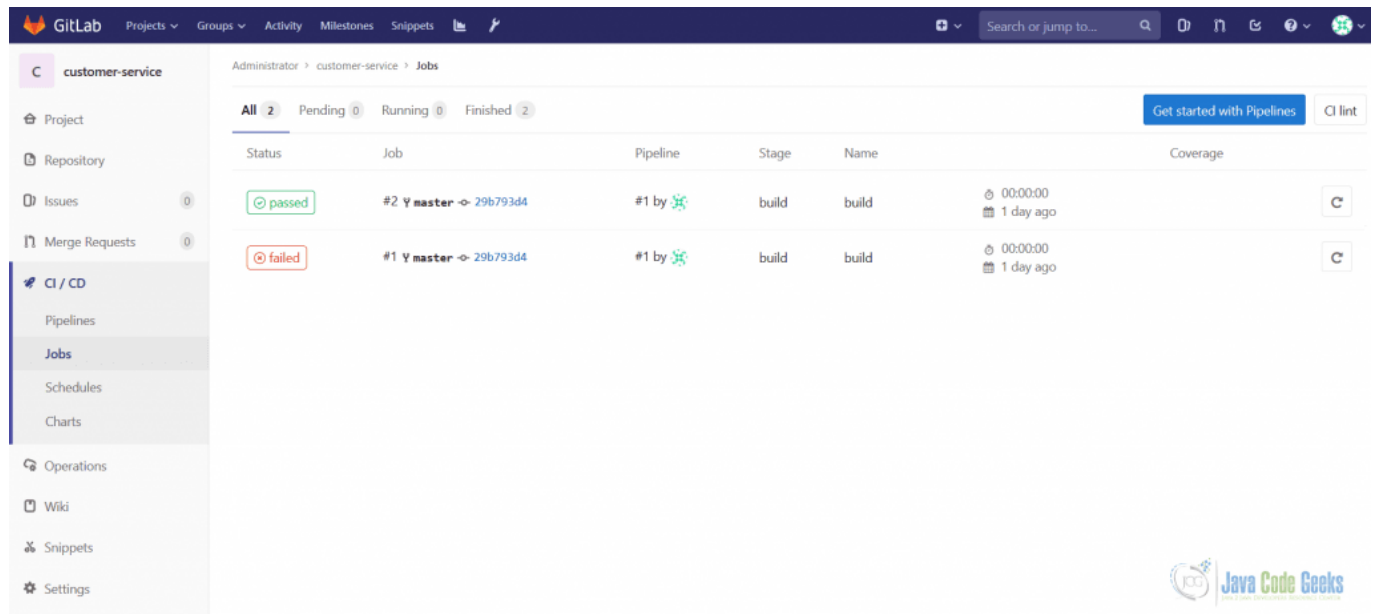 GitLab Projects Groups Activity Milestones Snippets Search or jump to...
C customer-service
Administrator > customer-service > Jobs
All 2 Pending 0 Running 0 Finished 2 Get started with Pipelines CI lint
Project
Repository
Issues 0
Merge Requests 0
CI / CD
Pipelines
Jobs
Schedules
Charts
Operations
Wiki
Snippets
Settings
Status Job Pipeline Stage Name Coverage
passed #2 master 29b793d4 #1 by build build 00:00:00
1 day ago
failed #1 master 29b793d4 #1 by build build 00:00:00
1 day ago
JCG Java Code Geeks